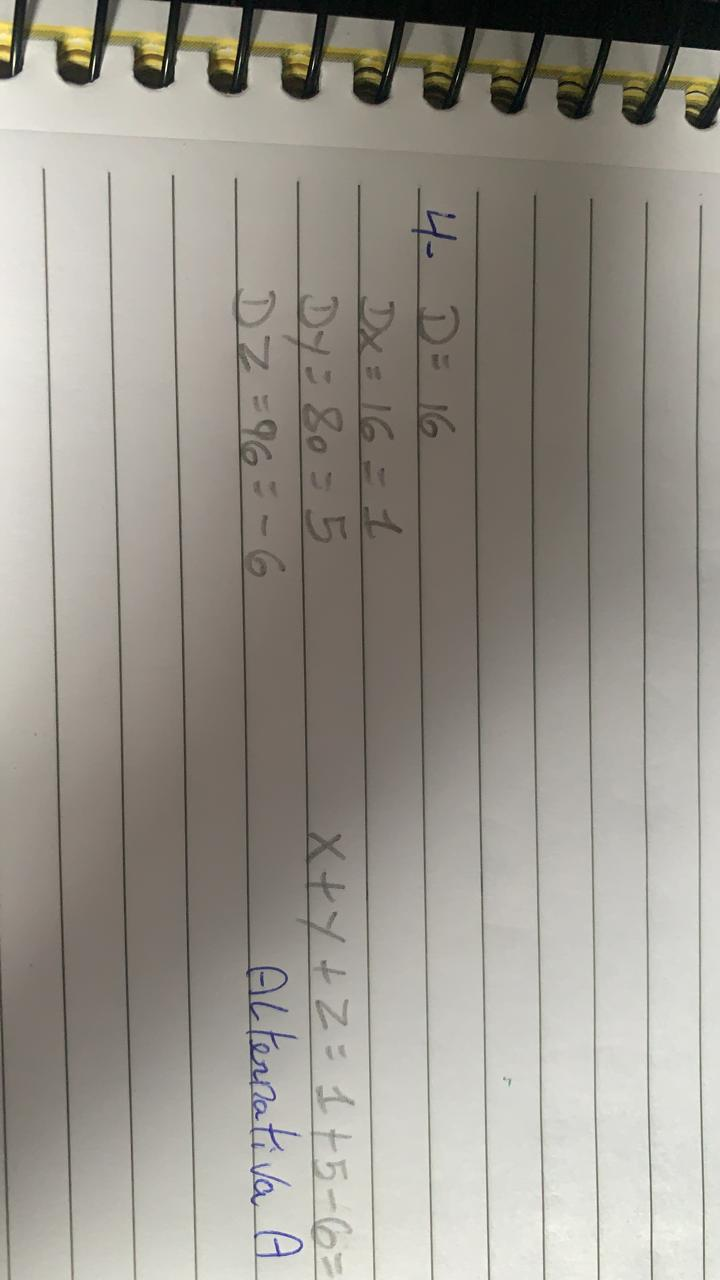 4. D = 16
Dx = 16 = 1
Dy = 80 = 5
Dz = 96 = -6
x + y + z = 1 + 5 - 6 =
Alternativa A